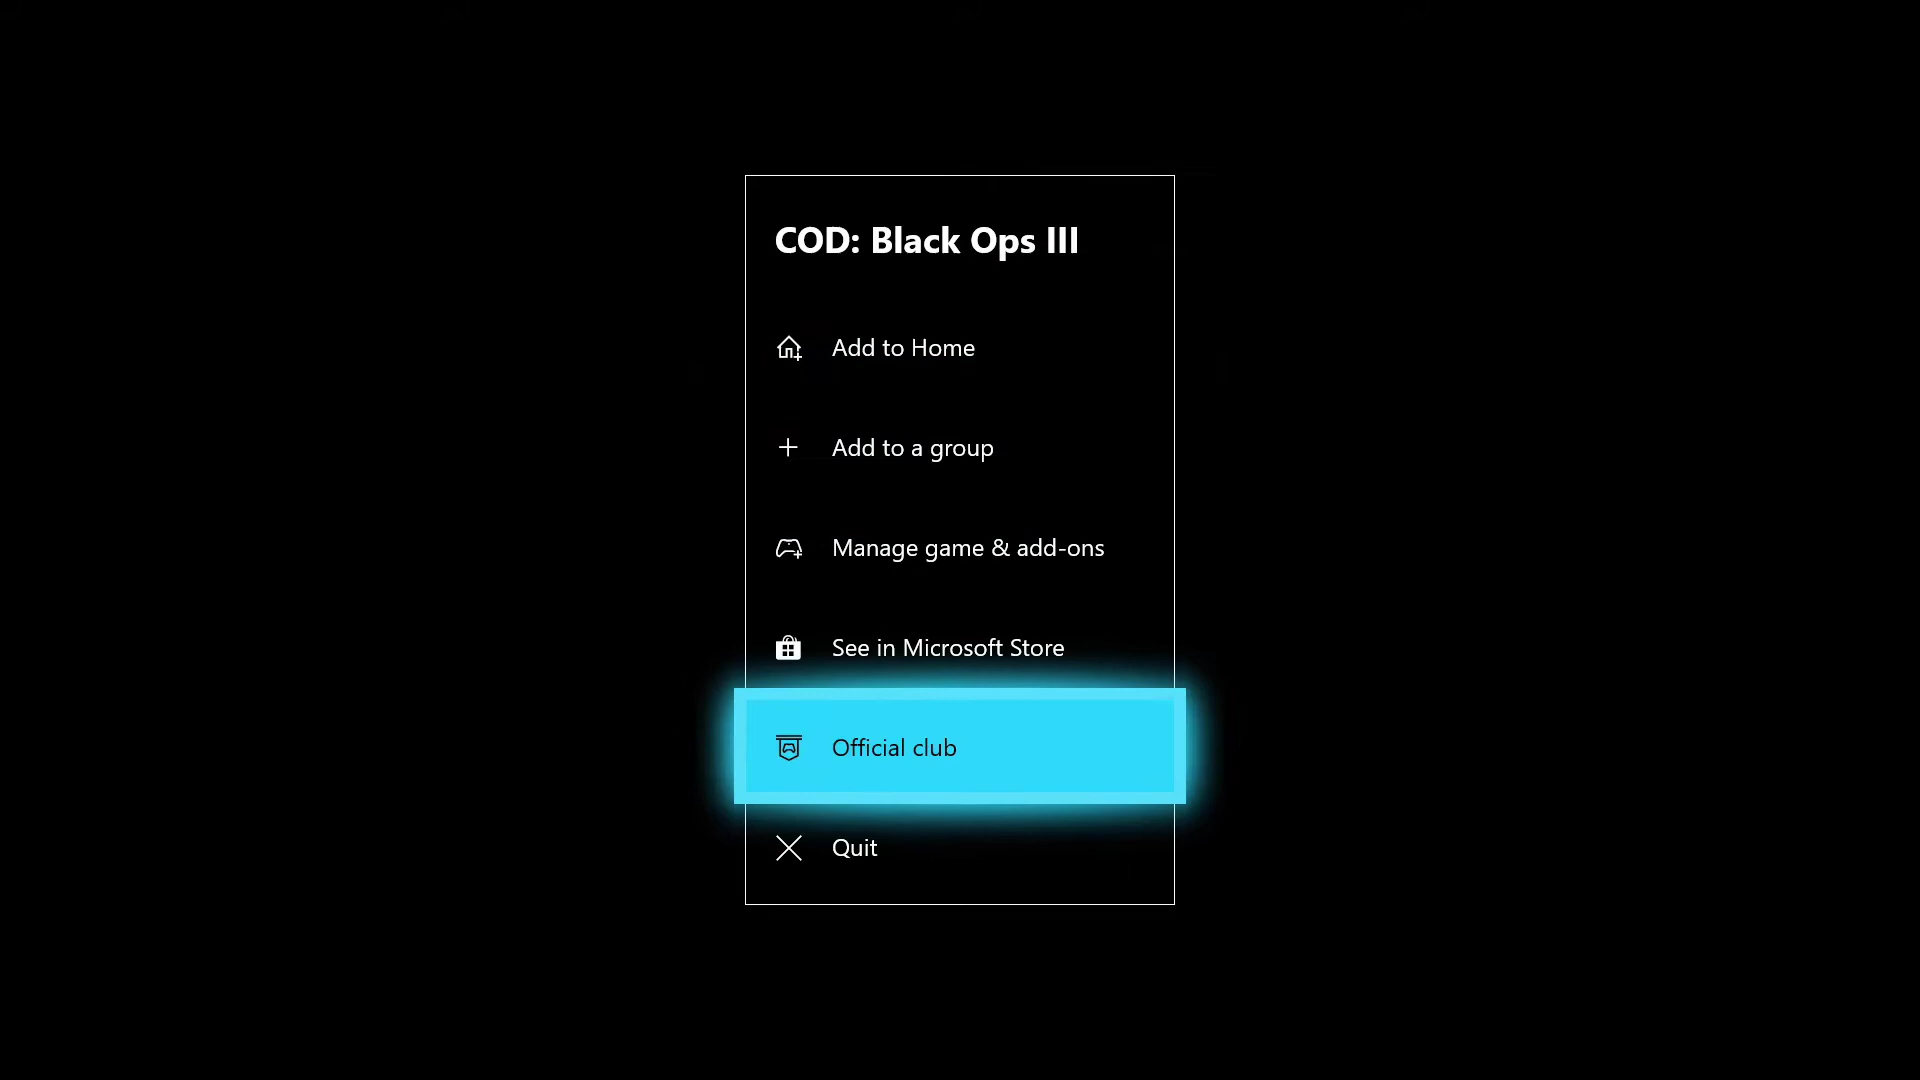 COD: Black Ops III
Add to Home
Add to a group
Manage game & add-ons
See in Microsoft Store
Official club
Quit